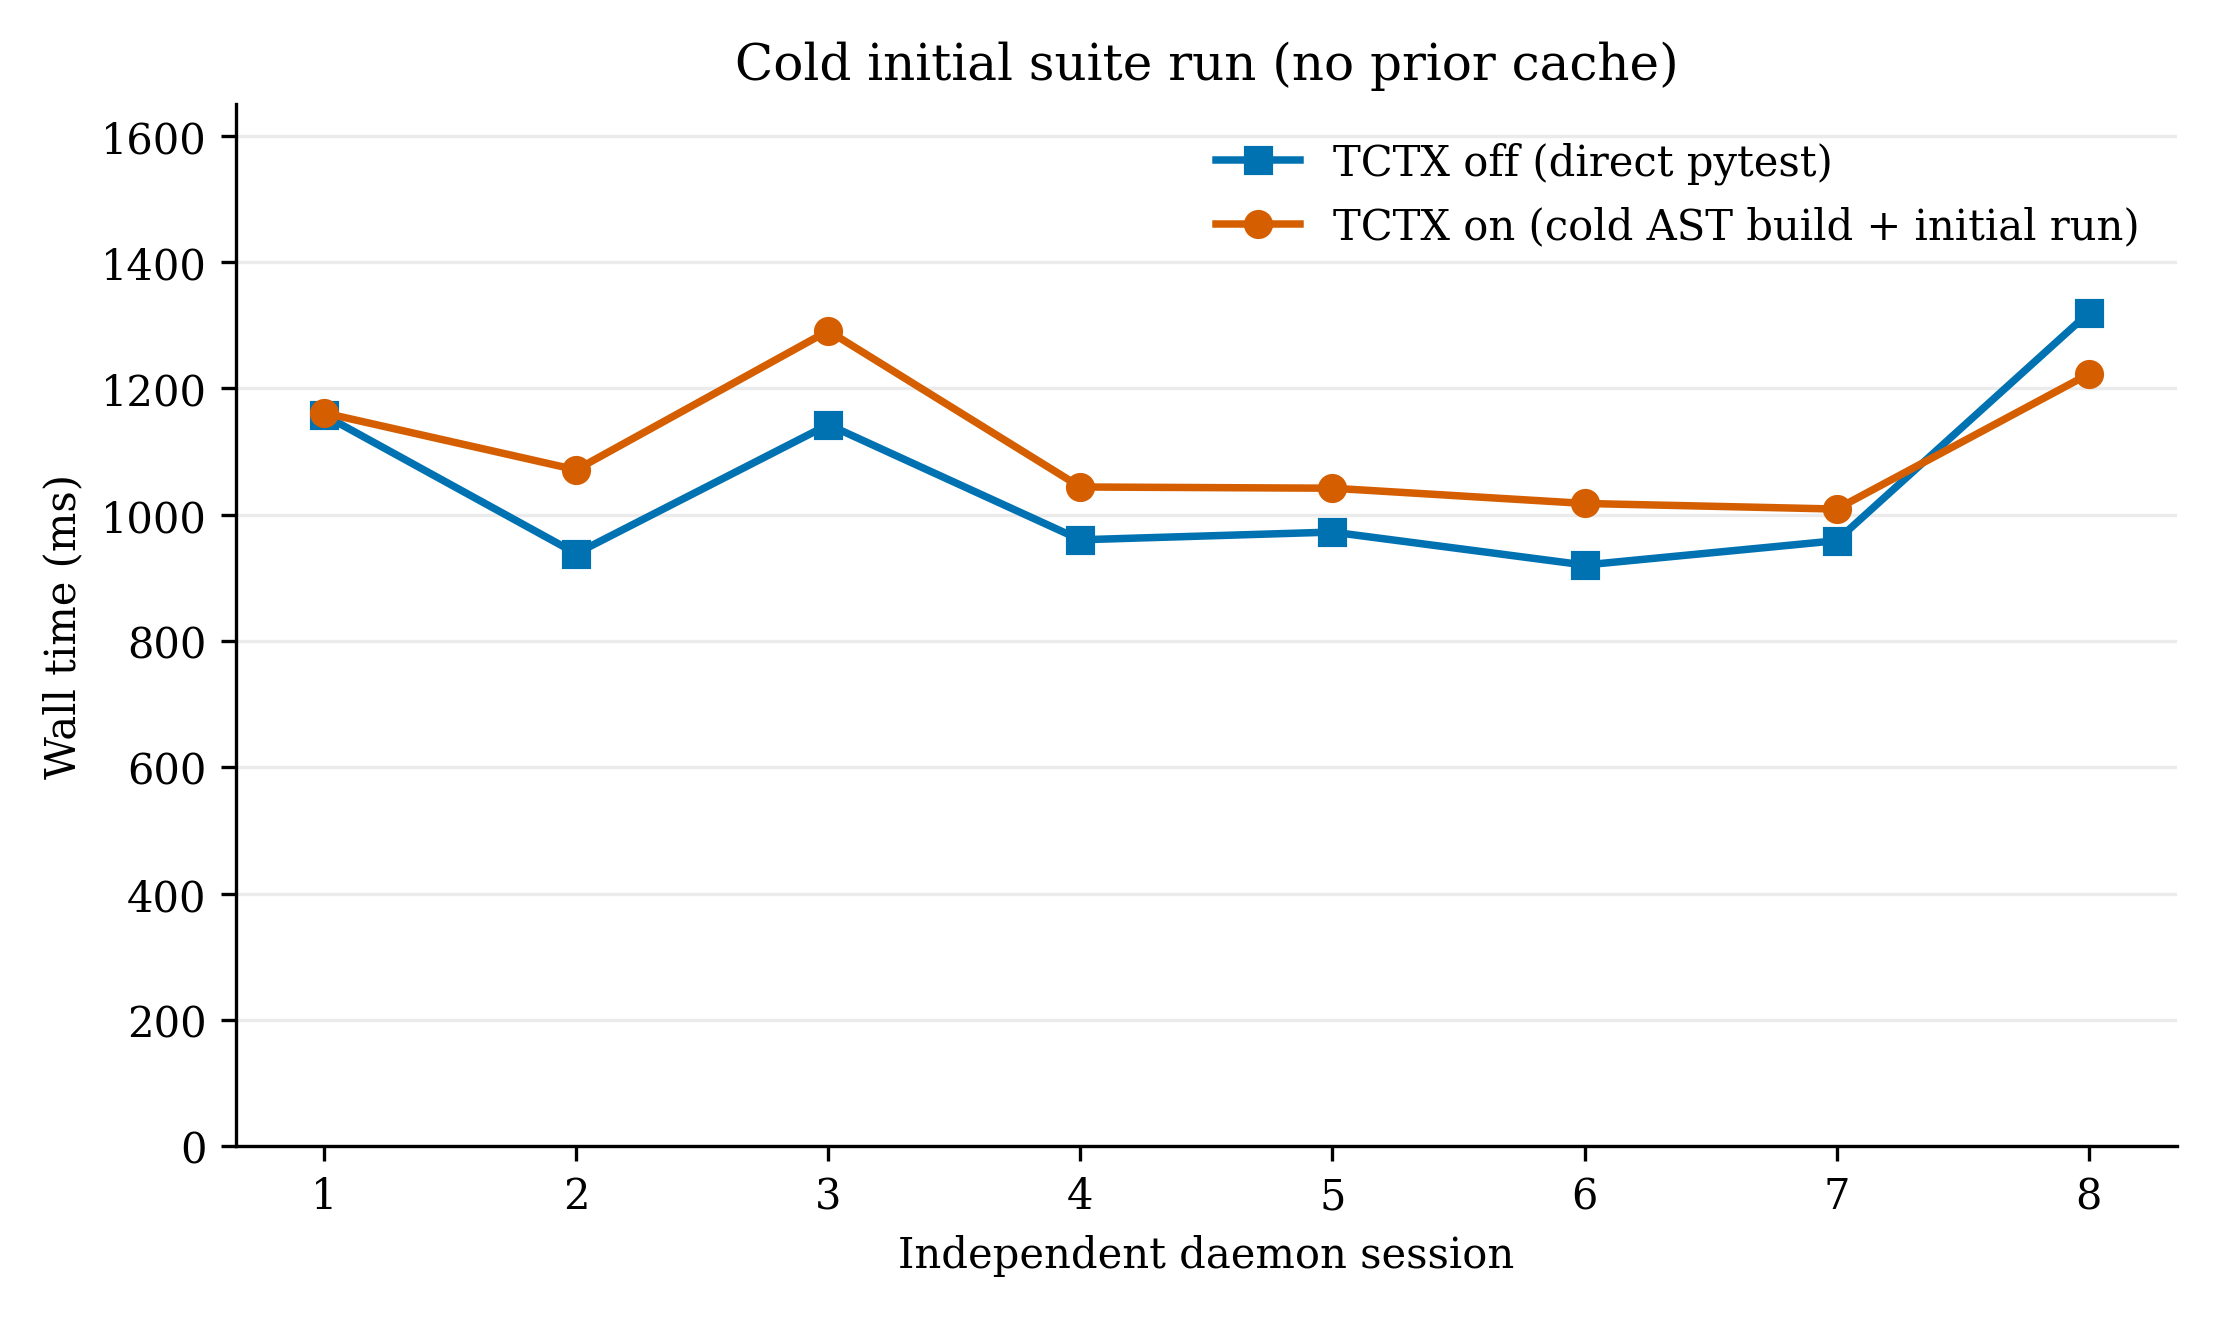 Cold initial suite run (no prior cache)
TCTX off (direct pytest)
TCTX on (cold AST build + initial run)
Wall time (ms)
1600
1400
1200
1000
800
600
400
200
0
1 2 3 4 5 6 7 8
Independent daemon session